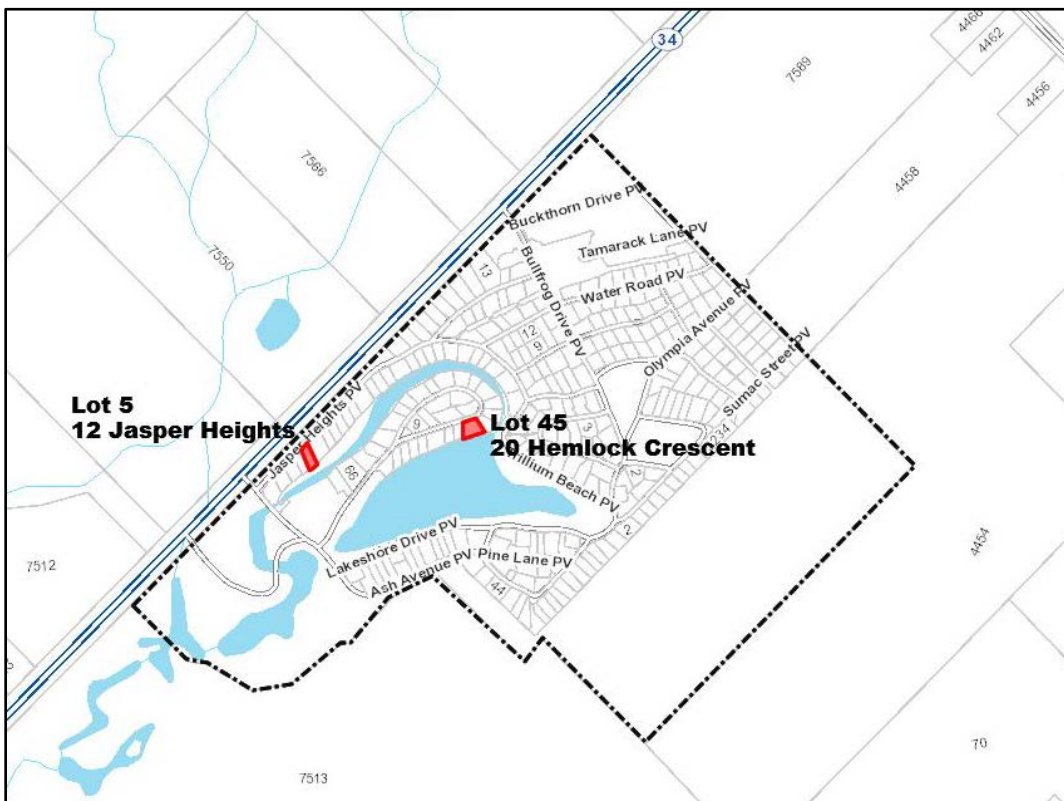 34
4466
4462
4456
7589
7566
4458
7550
Buckthorn Drive PV
Tamarack Lane PV
13
Bullfrog Drive PV
Water Road PV
12
9
Olympia Avenue PV
Sumac Street PV
Lot 5
12 Jasper Heights
Jasper Heights PV
9
Lot 45
20 Hemlock Crescent
3
234
66
2
Trillium Beach PV
2
Lakeshore Drive PV
Ash Avenue PV
Pine Lane PV
44
4454
7512
70
7513